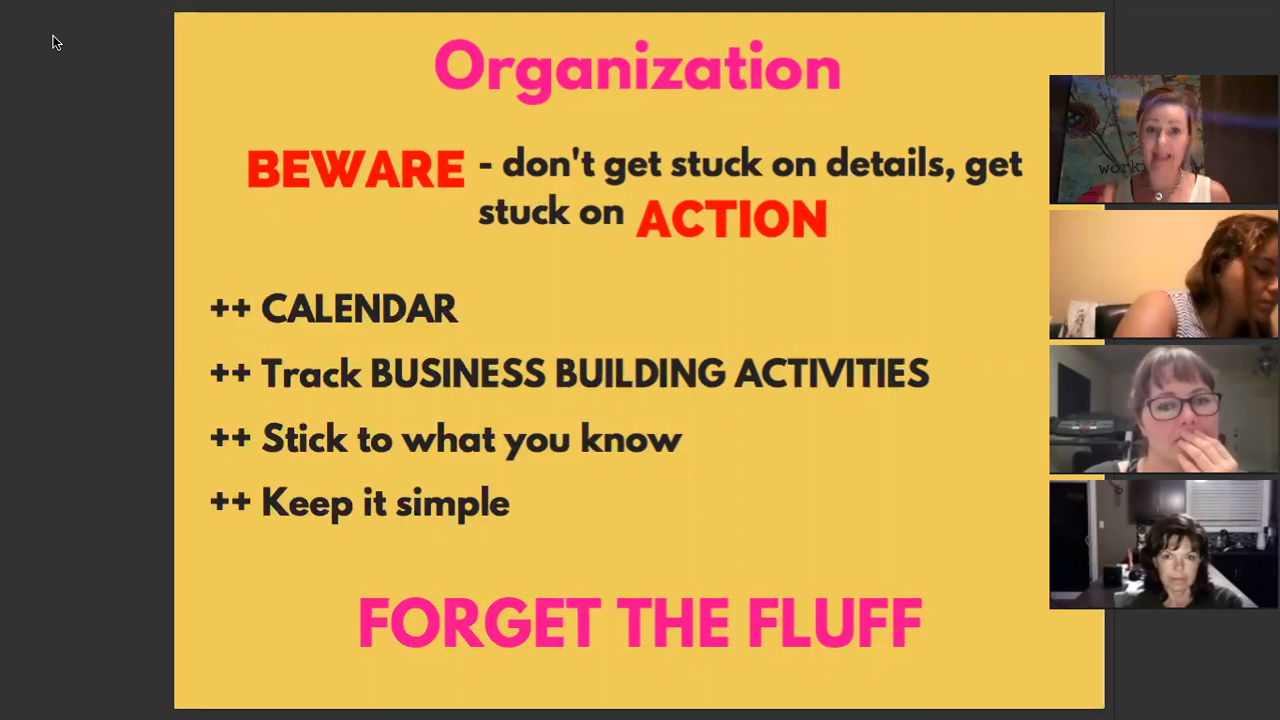 Organization
BEWARE - don't get stuck on details, get
stuck on ACTION
++ CALENDAR
++ Track BUSINESS BUILDING ACTIVITIES
++ Stick to what you know
++ Keep it simple
FORGET THE FLUFF
work